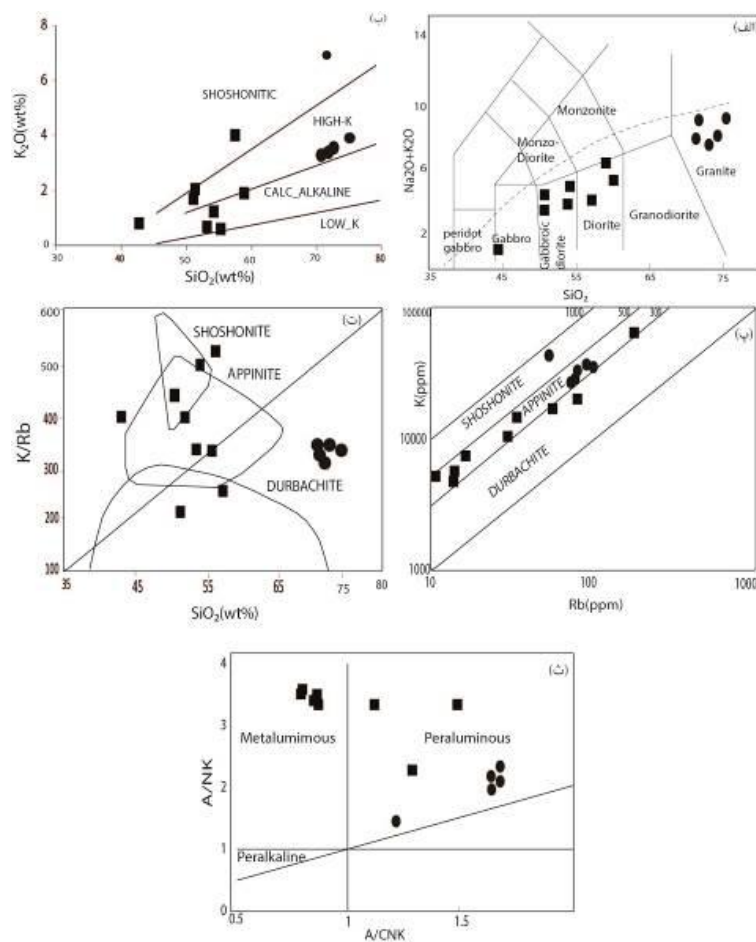 (ب)
K₂O(wt%)
8
6
4
2
0
SHOSHONITIC
HIGH-K
CALC_ALKALINE
LOW_K
30
40
50
60
70
80
SiO₂(wt%)
(الف)
Na2O+K2O
14
10
6
2
Monzonite
Monzo-
Diorite
peridot
gabbro
Gabbro
Gabbroic
diorite
Diorite
Granodiorite
Granite
35
45
55
65
75
SiO₂
(ت)
K/Rb
600
500
400
300
200
100
SHOSHONITE
APPINITE
DURBACHITE
35
45
55
65
75
80
SiO₂(wt%)
(پ)
K(ppm)
100000
10000
1000
1000
500
300
SHOSHONITE
APPINITE
DURBACHITE
10
100
1000
Rb(ppm)
(ث)
A/NK
4
3
2
1
0
Metalumimous
Peraluminous
Peralkaline
0.5
1
1.5
A/CNK